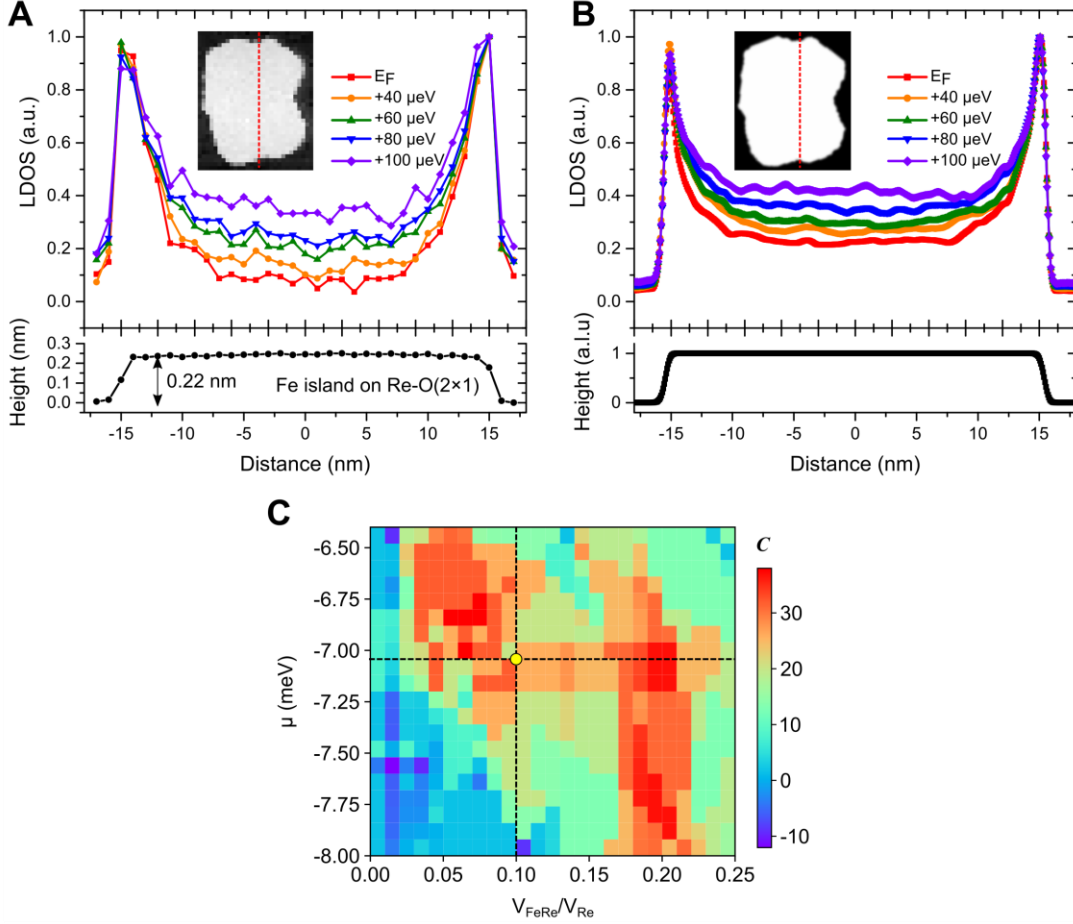 A
B
LDOS (a.u.)
1.0
0.8
0.6
0.4
0.2
0.0
E_F
+40 µeV
+60 µeV
+80 µeV
+100 µeV
LDOS (a.u.)
1.0
0.8
0.6
0.4
0.2
0.0
E_F
+40 µeV
+60 µeV
+80 µeV
+100 µeV
Height (nm)
0.3
0.2
0.1
0.0
0.22 nm
Fe island on Re-O(2×1)
-15 -10 -5 0 5 10 15
Distance (nm)
Height (a.l.u)
1
0
-15 -10 -5 0 5 10 15
Distance (nm)
C
µ (meV)
-6.50
-6.75
-7.00
-7.25
-7.50
-7.75
-8.00
0.00 0.05 0.10 0.15 0.20 0.25
V_FeRe/V_Re
C
30
20
10
0
-10